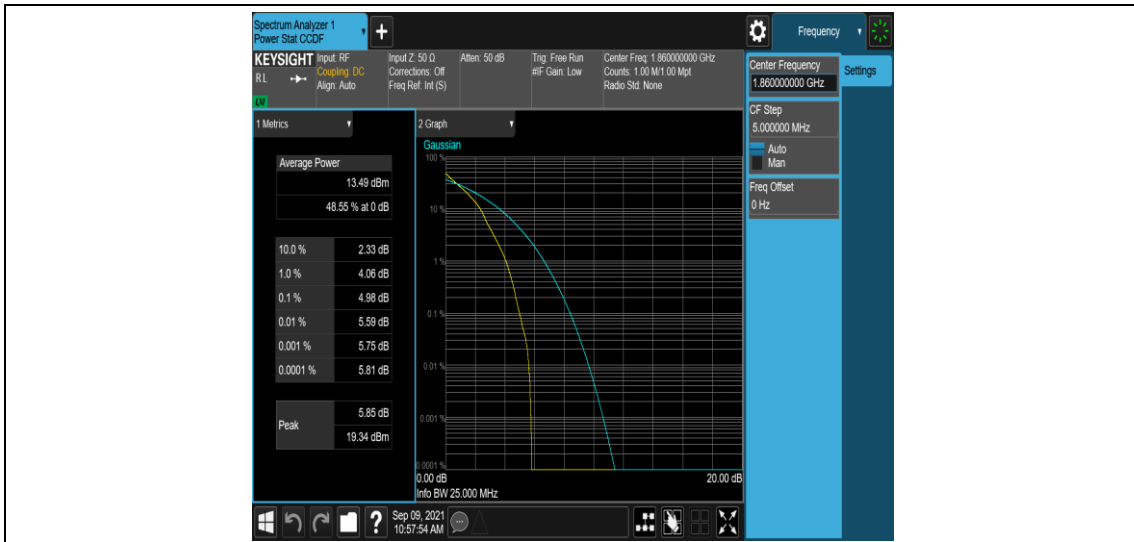 Spectrum Analyzer 1
Power Stat CCDF
+
Frequency
KEYSIGHT
RL
LXI
Input: RF
Coupling: DC
Align: Auto
Input Z: 50 Ω
Corrections: Off
Freq Ref: Int (S)
Atten: 50 dB
Trig: Free Run
#IF Gain: Low
Center Freq: 1.860000000 GHz
Counts: 1.00 M/1.00 Mpt
Radio Std: None
Center Frequency
1.860000000 GHz
Settings
CF Step
5.000000 MHz
Auto
Man
Freq Offset
0 Hz
1 Metrics
Average Power
13.49 dBm
48.55 % at 0 dB
10.0 % 2.33 dB
1.0 % 4.06 dB
0.1 % 4.98 dB
0.01 % 5.59 dB
0.001 % 5.75 dB
0.0001 % 5.81 dB
Peak
5.85 dB
19.34 dBm
2 Graph
Gaussian
100 %
10 %
1 %
0.1 %
0.01 %
0.001 %
0.0001 %
0.00 dB 20.00 dB
Info BW 25.000 MHz
?
Sep 09, 2021
10:57:54 AM